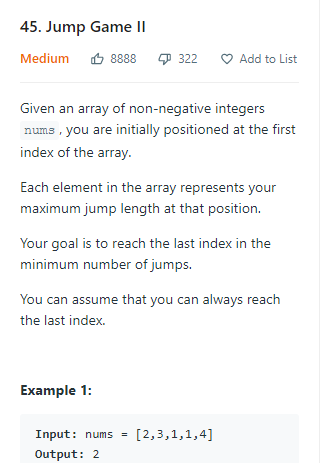 45. Jump Game II
Medium 8888 322 Add to List
Given an array of non-negative integers
nums , you are initially positioned at the first
index of the array.
Each element in the array represents your
maximum jump length at that position.
Your goal is to reach the last index in the
minimum number of jumps.
You can assume that you can always reach
the last index.
Example 1:
Input: nums = [2,3,1,1,4]
Output: 2